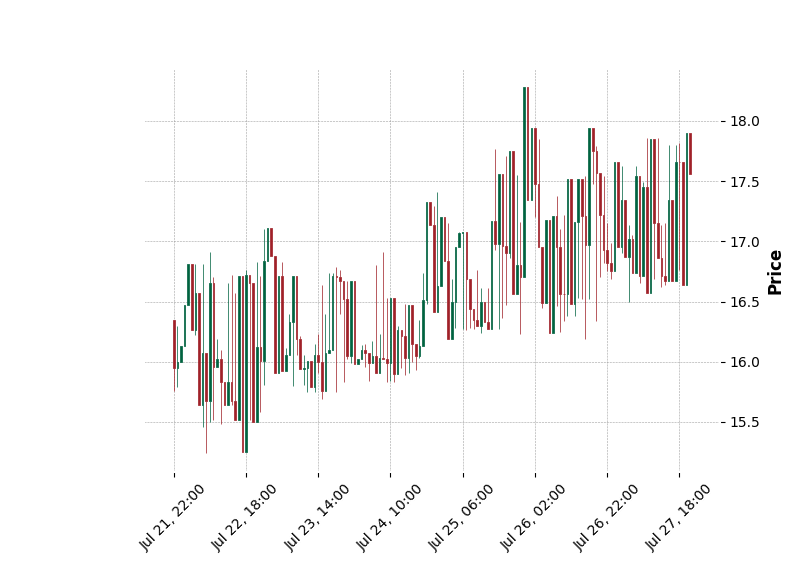 18.0
17.5
17.0
16.5
16.0
15.5
Price
Jul 21, 22:00
Jul 22, 18:00
Jul 23, 14:00
Jul 24, 10:00
Jul 25, 06:00
Jul 26, 02:00
Jul 26, 22:00
Jul 27, 18:00